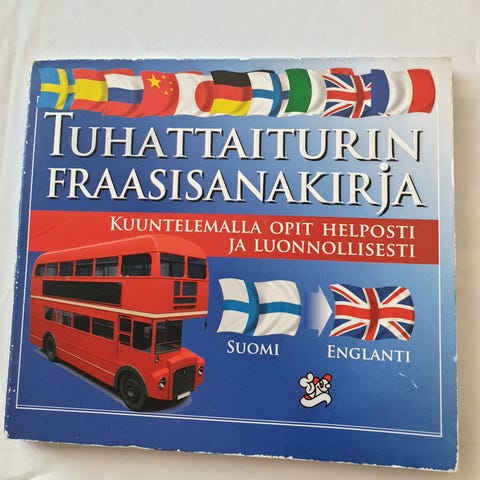 TUHATTAITURIN
FRAASISANAKIRJA
KUUNTELEMALLA OPIT HELPOSTI
JA LUONNOLLISESTI
SUOMI
ENGLANTI